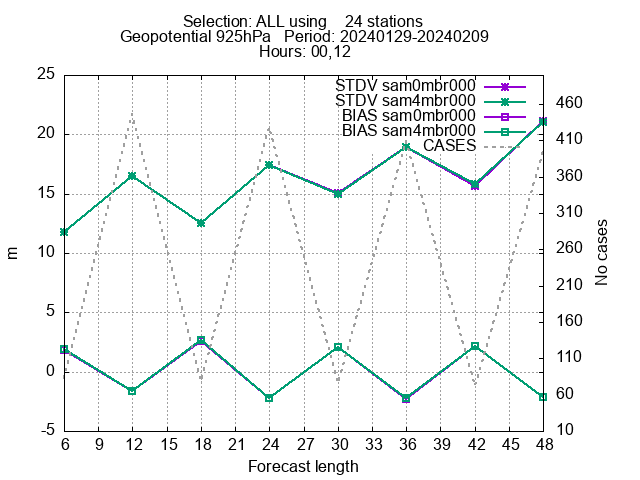 Selection: ALL using    24 stations
Geopotential 925hPa   Period: 20240129-20240209
Hours: 00,12
STDV sam0mbr000
STDV sam4mbr000
BIAS sam0mbr000
BIAS sam4mbr000
CASES
25
20
15
10
5
0
-5
m
460
410
360
310
260
210
160
110
60
10
No cases
6 9 12 15 18 21 24 27 30 33 36 39 42 45 48
Forecast length